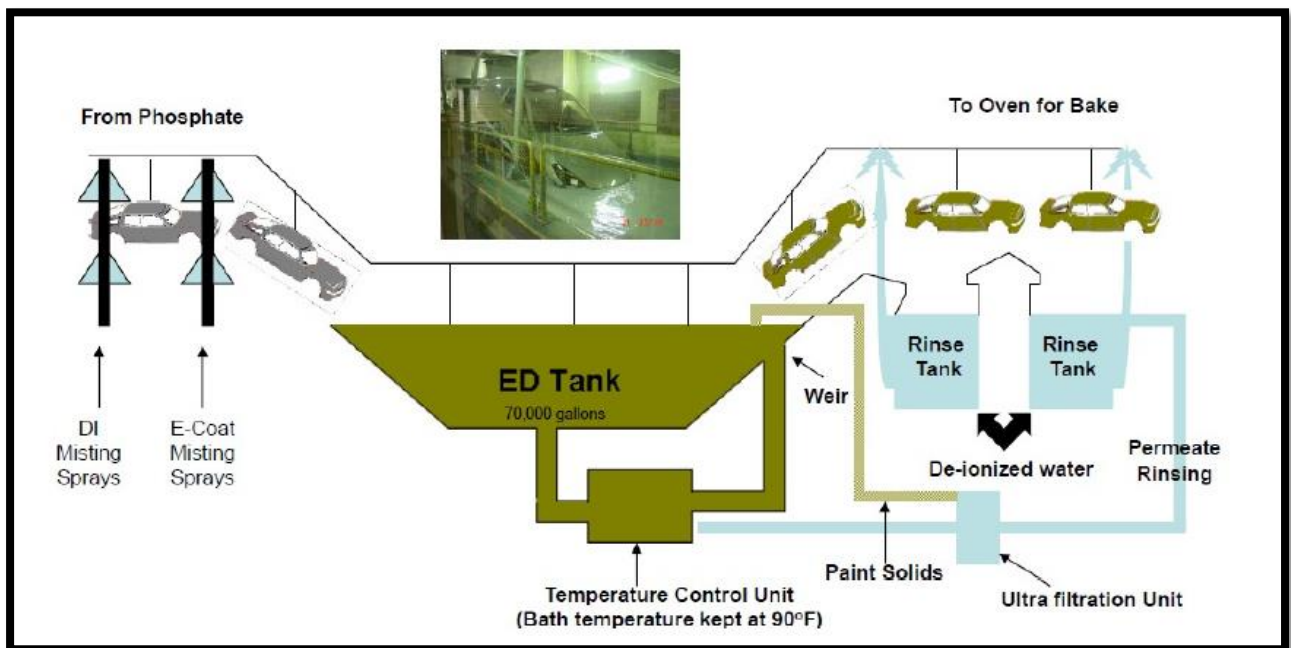 From Phosphate
To Oven for Bake
ED Tank
70,000 gallons
Weir
Rinse
Tank
Rinse
Tank
DI
Misting
Sprays
E-Coat
Misting
Sprays
De-ionized water
Permeate
Rinsing
Paint Solids
Ultra filtration Unit
Temperature Control Unit
(Bath temperature kept at 90°F)